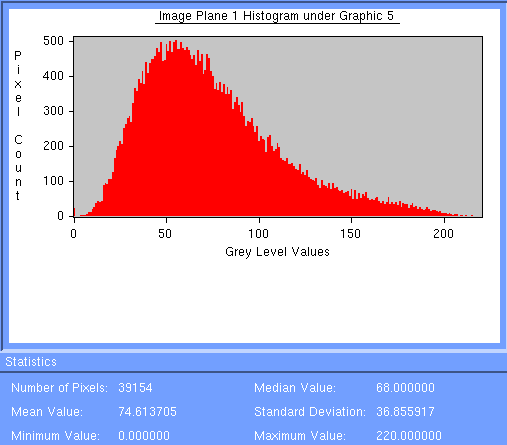 Image Plane 1 Histogram under Graphic 5
Pixel Count
500
400
300
200
100
0
0 50 100 150 200
Grey Level Values
Statistics
Number of Pixels: 39154 Median Value: 68.000000
Mean Value: 74.613705 Standard Deviation: 36.855917
Minimum Value: 0.000000 Maximum Value: 220.000000